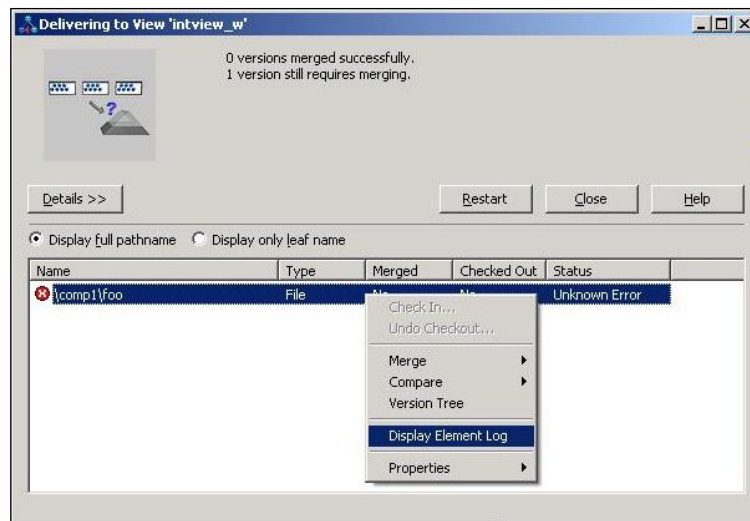 Delivering to View 'intview_w'
0 versions merged successfully.
1 version still requires merging.
?
Details >>
Restart
Close
Help
Display full pathname
Display only leaf name
Name Type Merged Checked Out Status
\comp1\foo File No No Unknown Error
Check In...
Undo Checkout...
Merge
Compare
Version Tree
Display Element Log
Properties